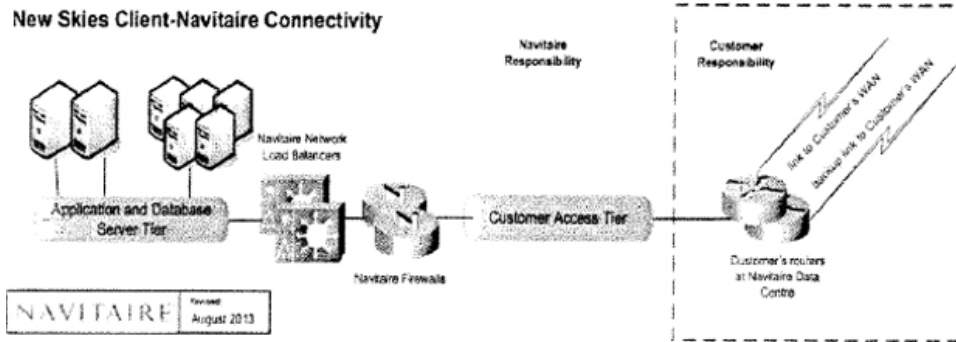 New Skies Client-Navitaire Connectivity
Navitaire
Responsibility
Customer
Responsibility
link to Customer's WAN
backup link to Customer's WAN
Navitaire Network
Load Balancers
Application and Database
Server Tier
Customer Access Tier
Navitaire Firewalls
Customer's routers
at Navitaire Data
Centre
NAVITAIRE
Revised
August 2013